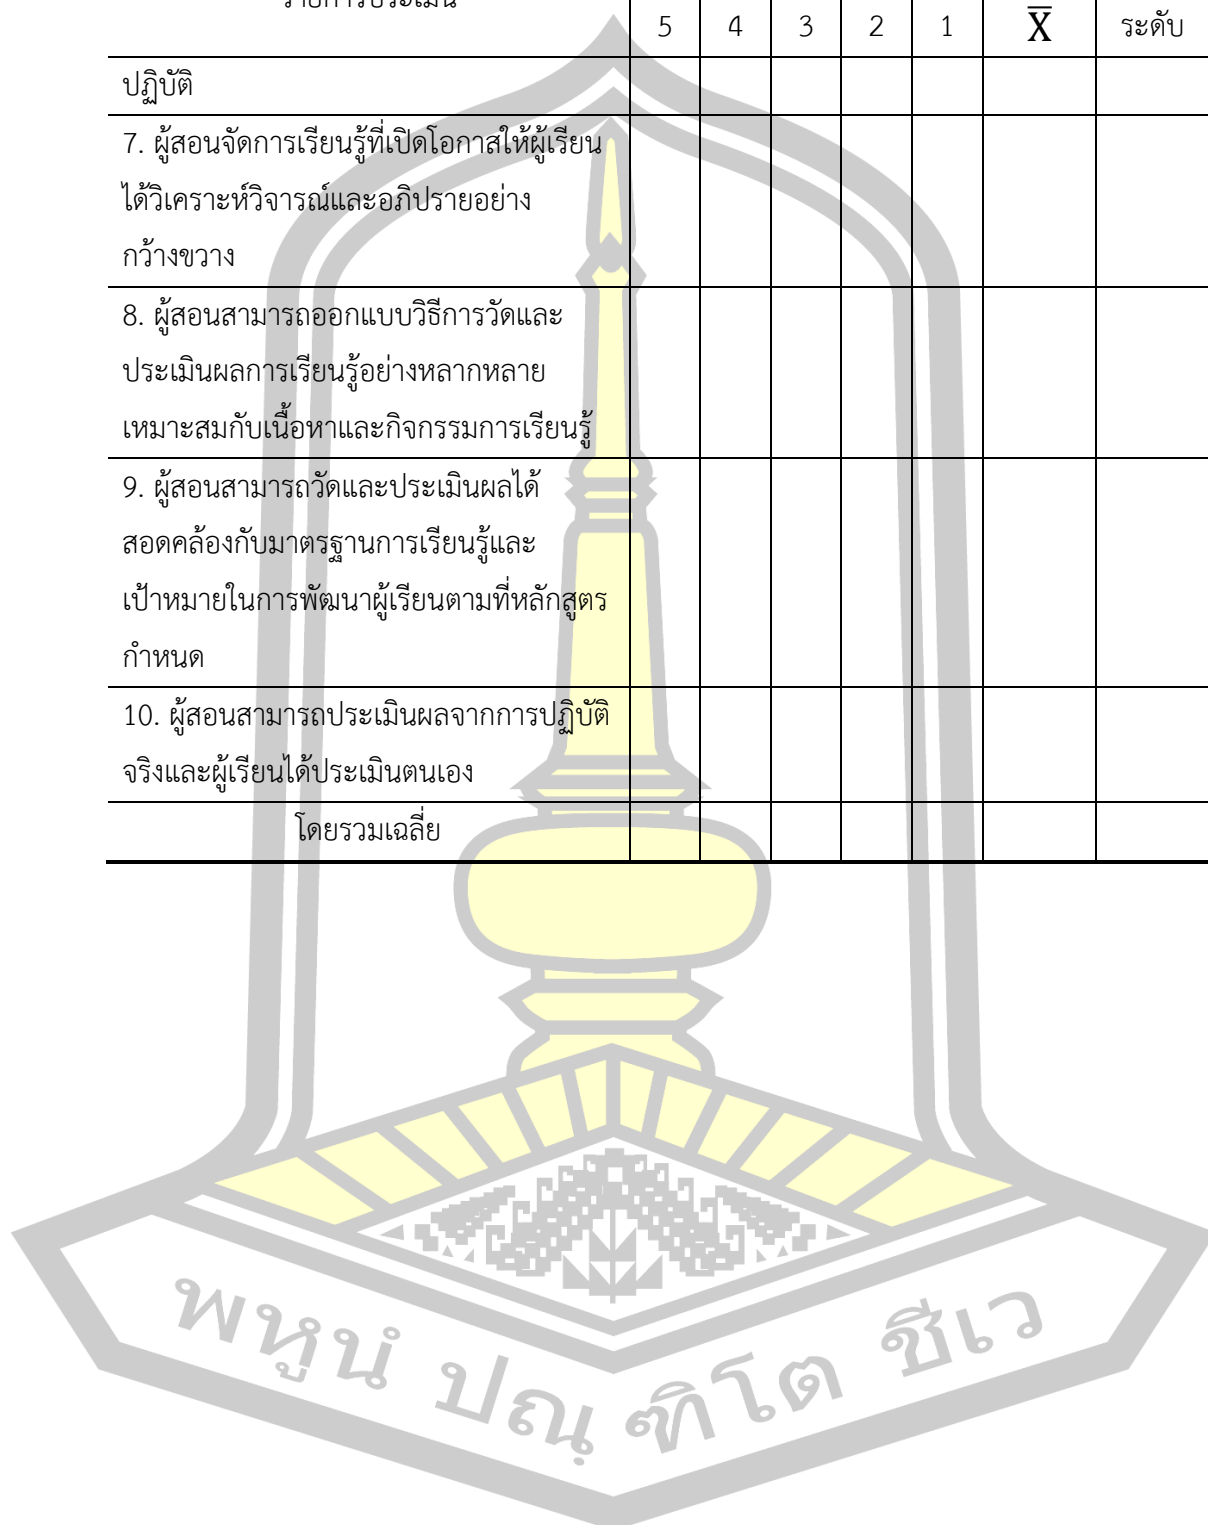 รายการประเมิน
5 4 3 2 1 X̅ ระดับ
ปฏิบัติ
7. ผู้สอนจัดการเรียนรู้ที่เปิดโอกาสให้ผู้เรียน
ได้วิเคราะห์วิจารณ์และอภิปรายอย่าง
กว้างขวาง
8. ผู้สอนสามารถออกแบบวิธีการวัดและ
ประเมินผลการเรียนรู้อย่างหลากหลาย
เหมาะสมกับเนื้อหาและกิจกรรมการเรียนรู้
9. ผู้สอนสามารถวัดและประเมินผลได้
สอดคล้องกับมาตรฐานการเรียนรู้และ
เป้าหมายในการพัฒนาผู้เรียนตามที่หลักสูตร
กำหนด
10. ผู้สอนสามารถประเมินผลจากการปฏิบัติ
จริงและผู้เรียนได้ประเมินตนเอง
โดยรวมเฉลี่ย
พหูนํ ปณฺฑิโต ชีเว